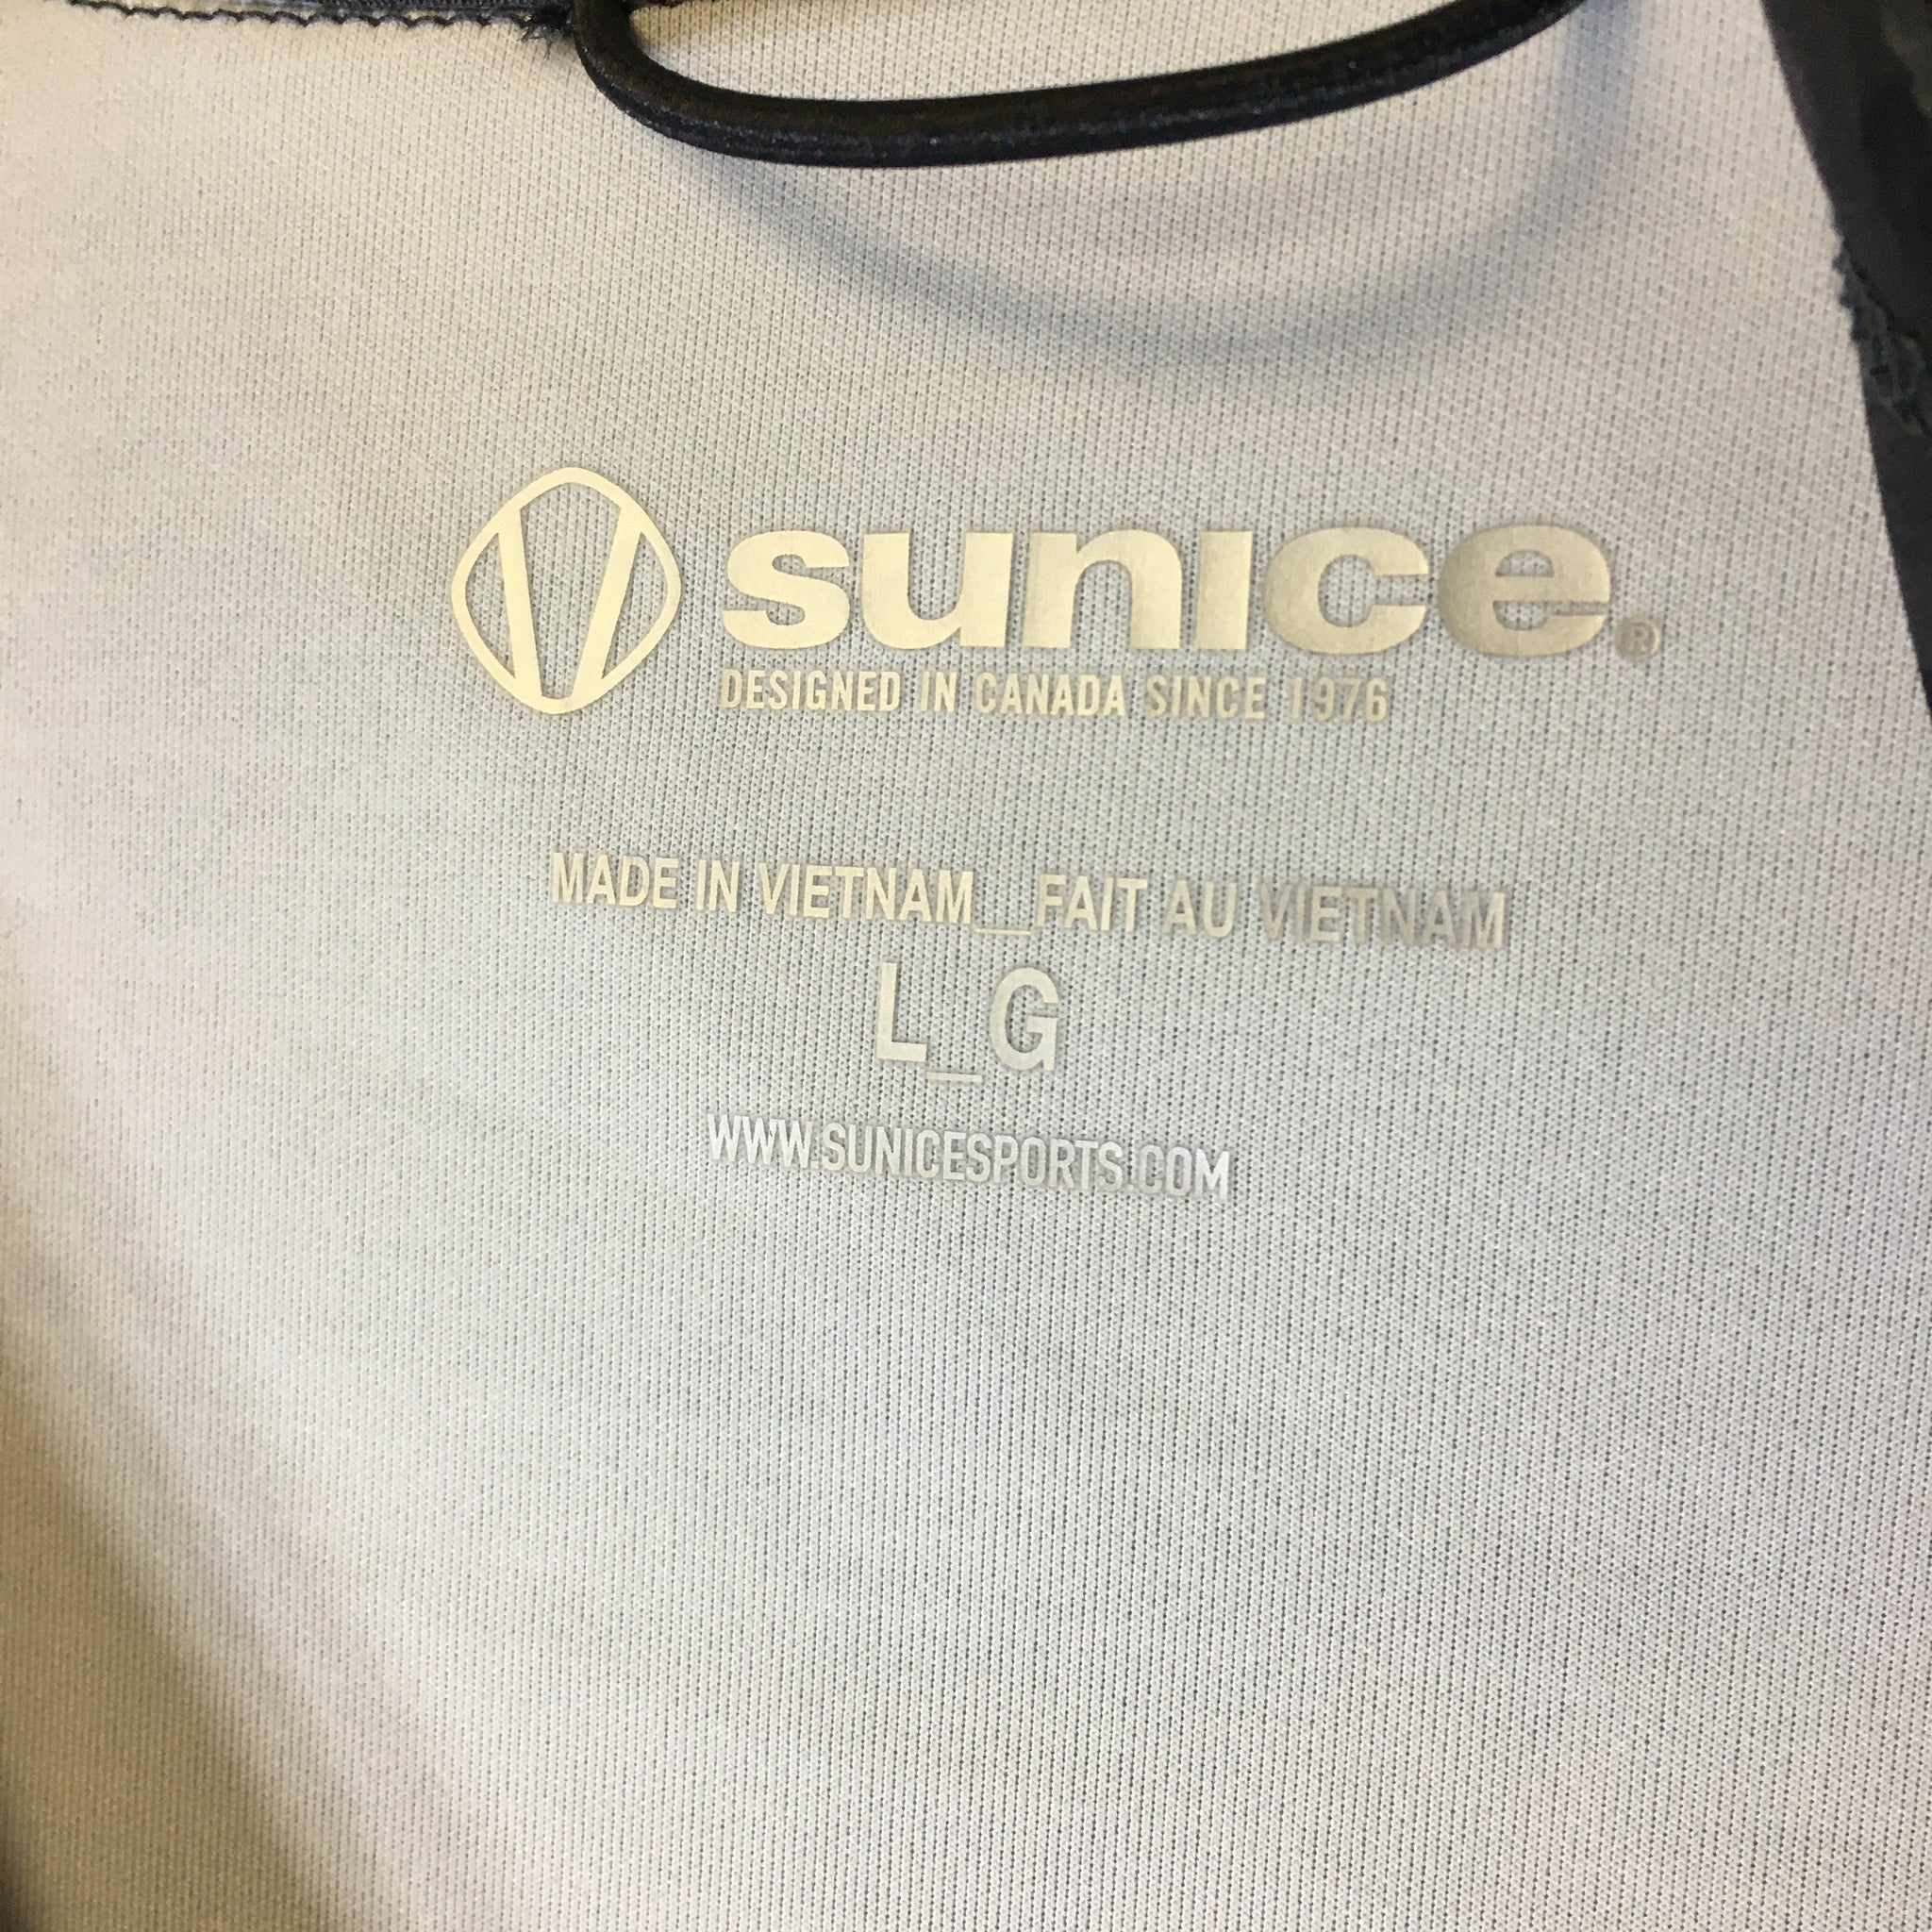 sunice®
DESIGNED IN CANADA SINCE 1976
MADE IN VIETNAM_FAIT AU VIETNAM
L_G
WWW.SUNICESPORTS.COM